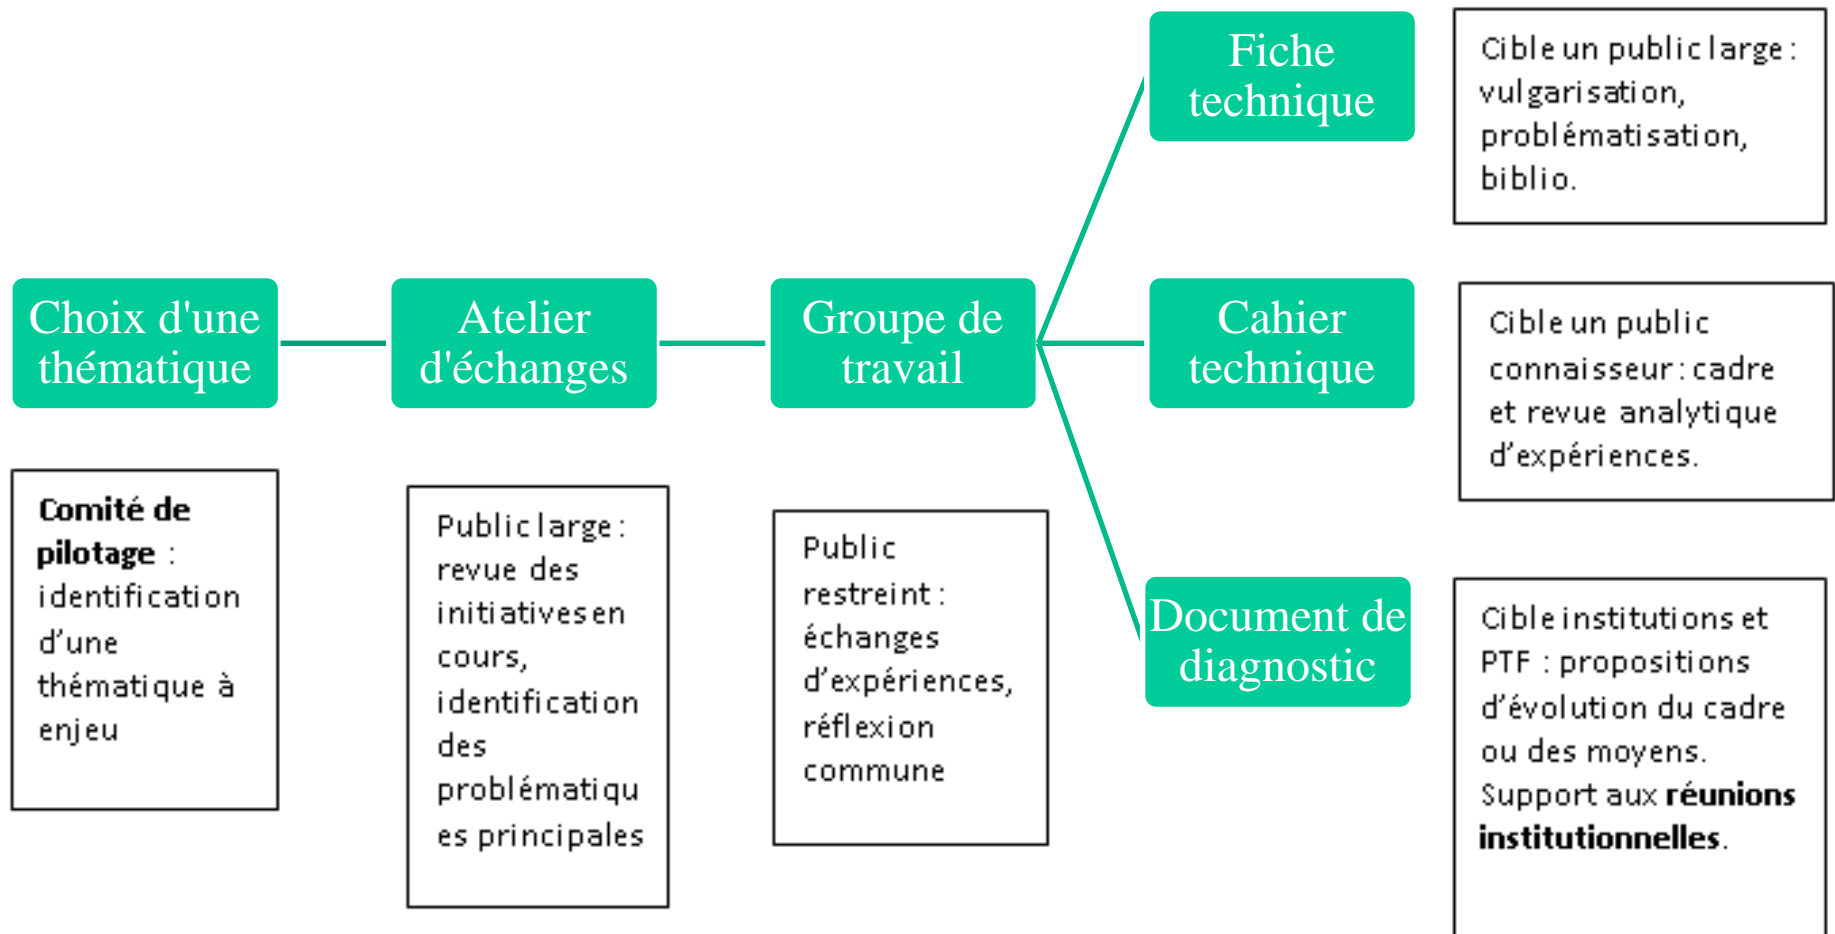 Fiche
technique
Cible un public large :
vulgarisation,
problématisation,
biblio.
Choix d'une
thématique
Atelier
d'échanges
Groupe de
travail
Cahier
technique
Cible un public
connaisseur : cadre
et revue analytique
d'expériences.
Comité de
pilotage :
identification
d'une
thématique à
enjeu
Public large :
revue des
initiatives en
cours,
identification
des
problématiqu
es principales
Public
restreint :
échanges
d'expériences,
réflexion
commune
Document de
diagnostic
Cible institutions et
PTF : propositions
d'évolution du cadre
ou des moyens.
Support aux réunions
institutionnelles.